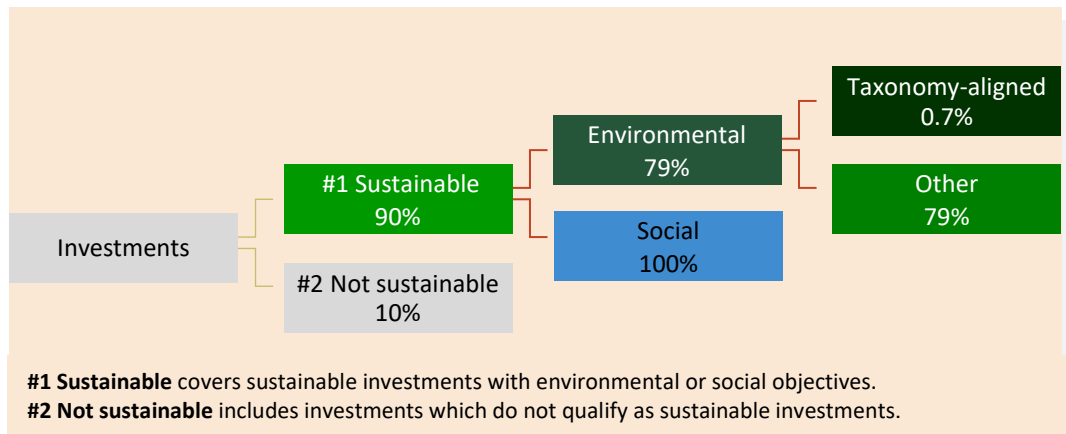 Investments
#1 Sustainable
90%
#2 Not sustainable
10%
Environmental
79%
Social
100%
Taxonomy-aligned
0.7%
Other
79%
#1 Sustainable covers sustainable investments with environmental or social objectives.
#2 Not sustainable includes investments which do not qualify as sustainable investments.